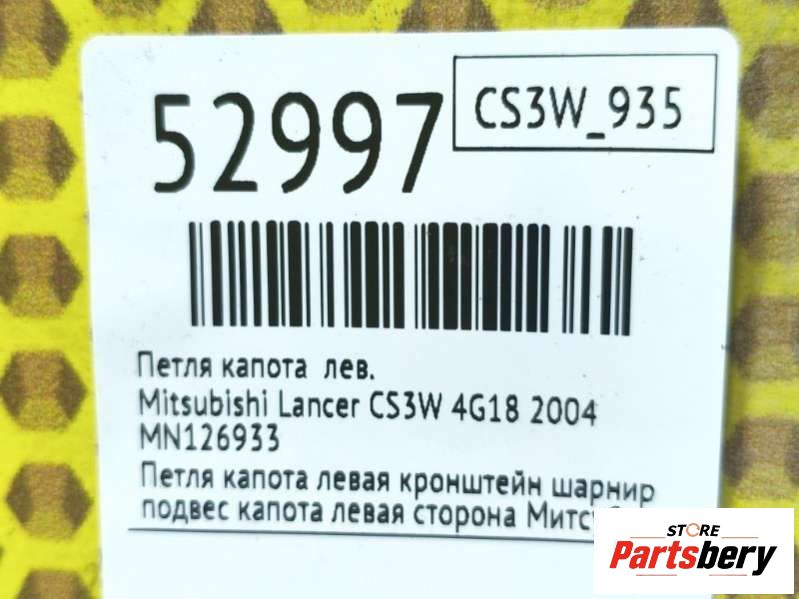 52997
CS3W_935
Петля капота лев.
Mitsubishi Lancer CS3W 4G18 2004
MN126933
Петля капота левая кронштейн шарнир
подвес капота левая сторона
STORE
Partsbery